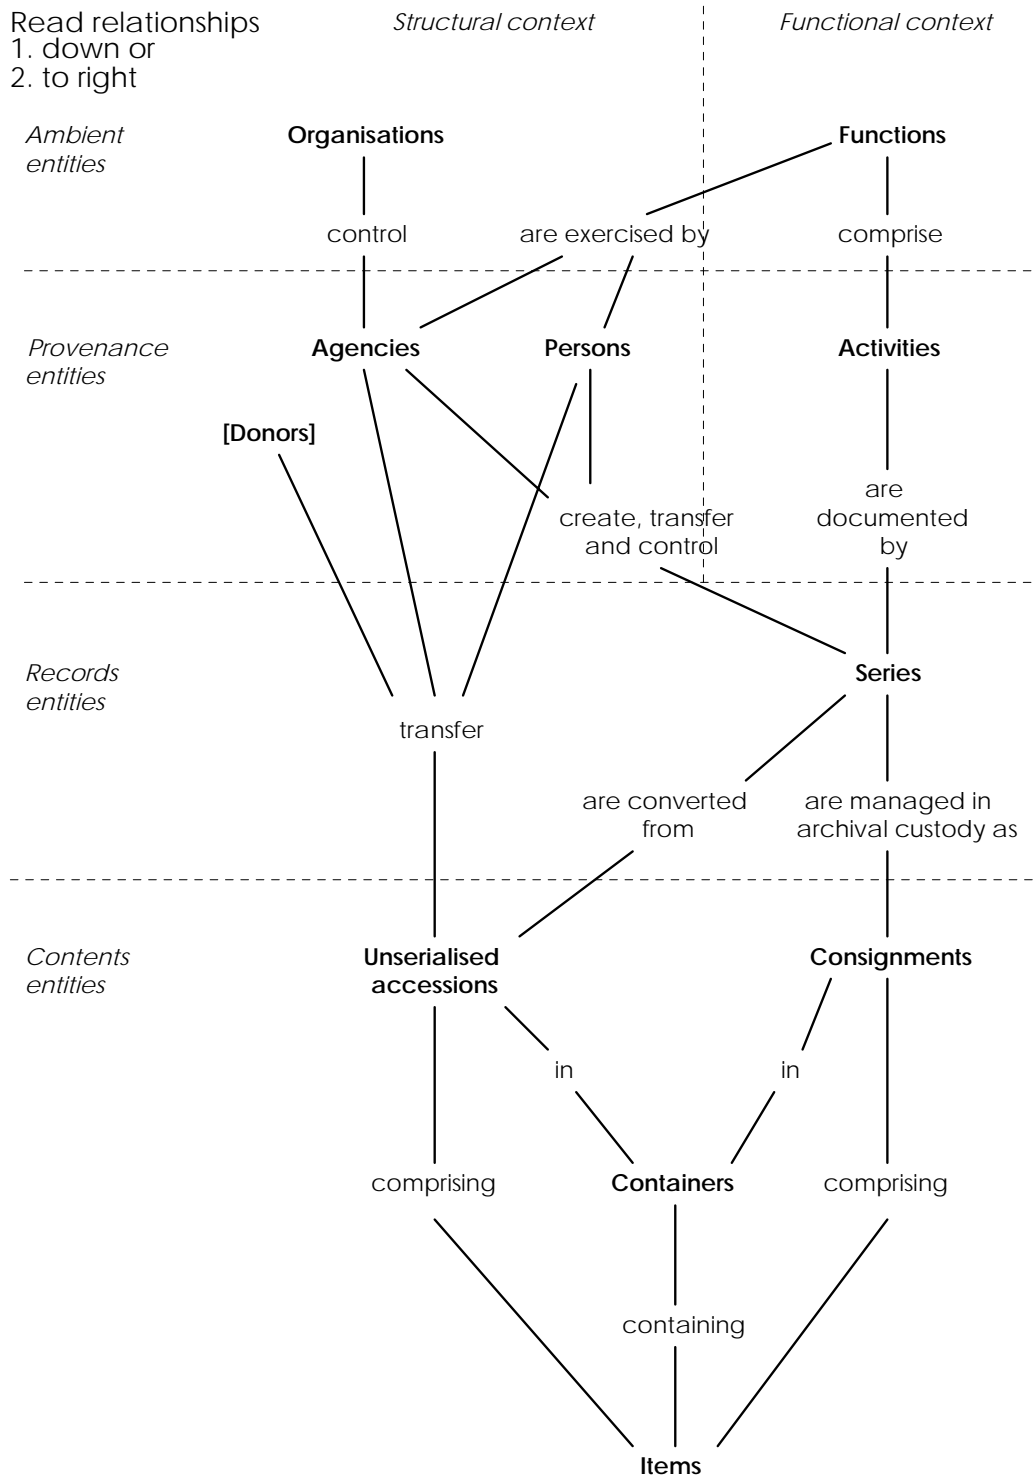 Read relationships
1. down or
2. to right
Structural context
Functional context
Ambient
entities
Organisations
Functions
control
are exercised by
comprise
Provenance
entities
Agencies
Persons
Activities
[Donors]
create, transfer
and control
are
documented
by
Records
entities
Series
transfer
are converted
from
are managed in
archival custody as
Contents
entities
Unserialised
accessions
Consignments
in
in
comprising
Containers
comprising
containing
Items